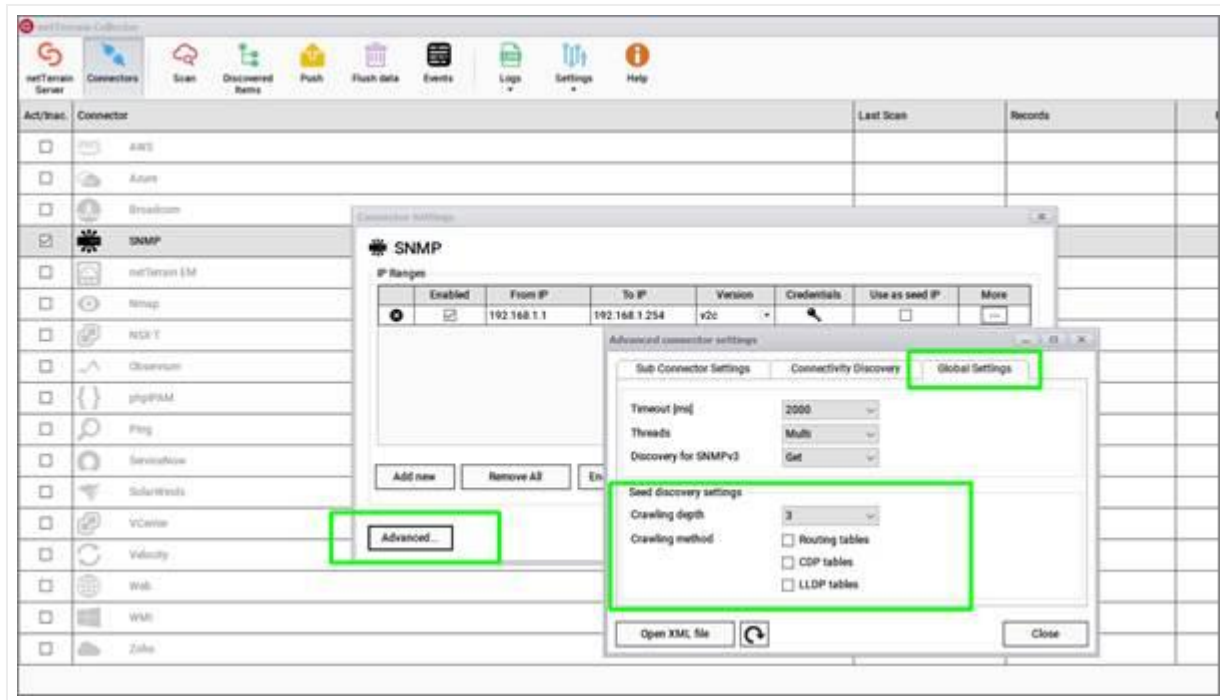 netTerrain Collector
netTerrain Server Connectors Scan Discovered Items Push Flush data Events Logs Settings Help
Act/Inac. Connector Last Scan Records
AWS
Azure
Broadcom
SNMP
netTerrain EM
Nmap
NSX-T
Observium
phpIPAM
Ping
ServiceNow
SolarWinds
VCenter
Velocity
Web
WMI
Zoho
Connector Settings
SNMP
IP Ranges
Enabled From IP To IP Version Credentials Use as seed IP More
192.168.1.1 192.168.1.254 v2c ...
Add new Remove All En
Advanced...
Advanced connector settings
Sub Connector Settings Connectivity Discovery Global Settings
Timeout [ms] 2000
Threads Multi
Discovery for SNMPv3 Get
Seed discovery settings
Crawling depth 3
Crawling method Routing tables
CDP tables
LLDP tables
Open XML file Close